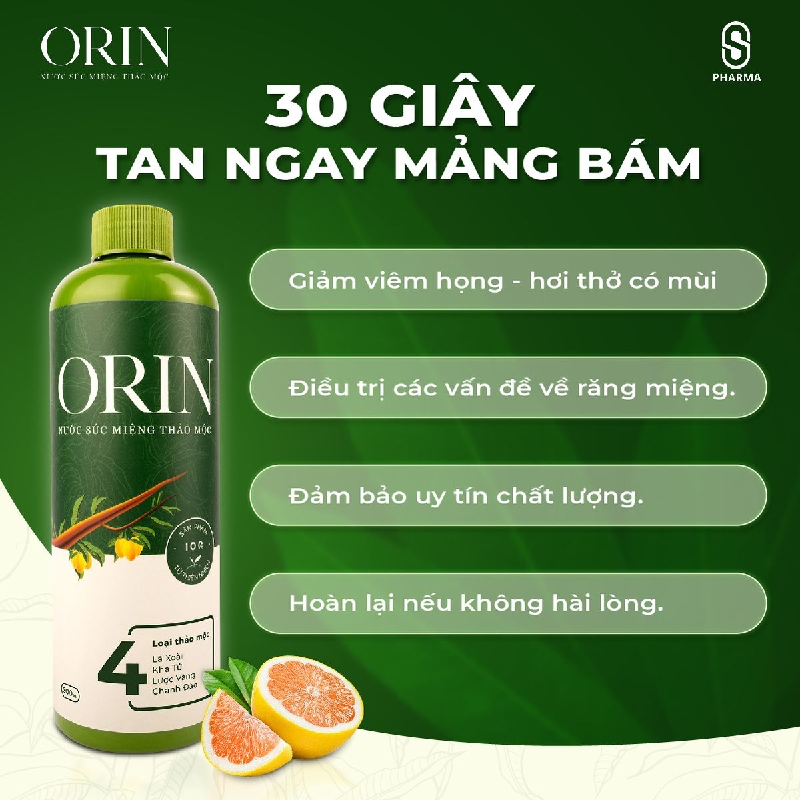 ORIN
NƯỚC SÚC MIỆNG THẢO MỘC
S
PHARMA
30 GIÂY
TAN NGAY MẢNG BÁM
Giảm viêm họng - hơi thở có mùi
Điều trị các vấn đề về răng miệng.
Đảm bảo uy tín chất lượng.
Hoàn lại nếu không hài lòng.
ORIN
NƯỚC SÚC MIỆNG THẢO MỘC
4
Loại thảo mộc
Lá Xoài
Kha Tử
Lược Vàng
Chanh Đào